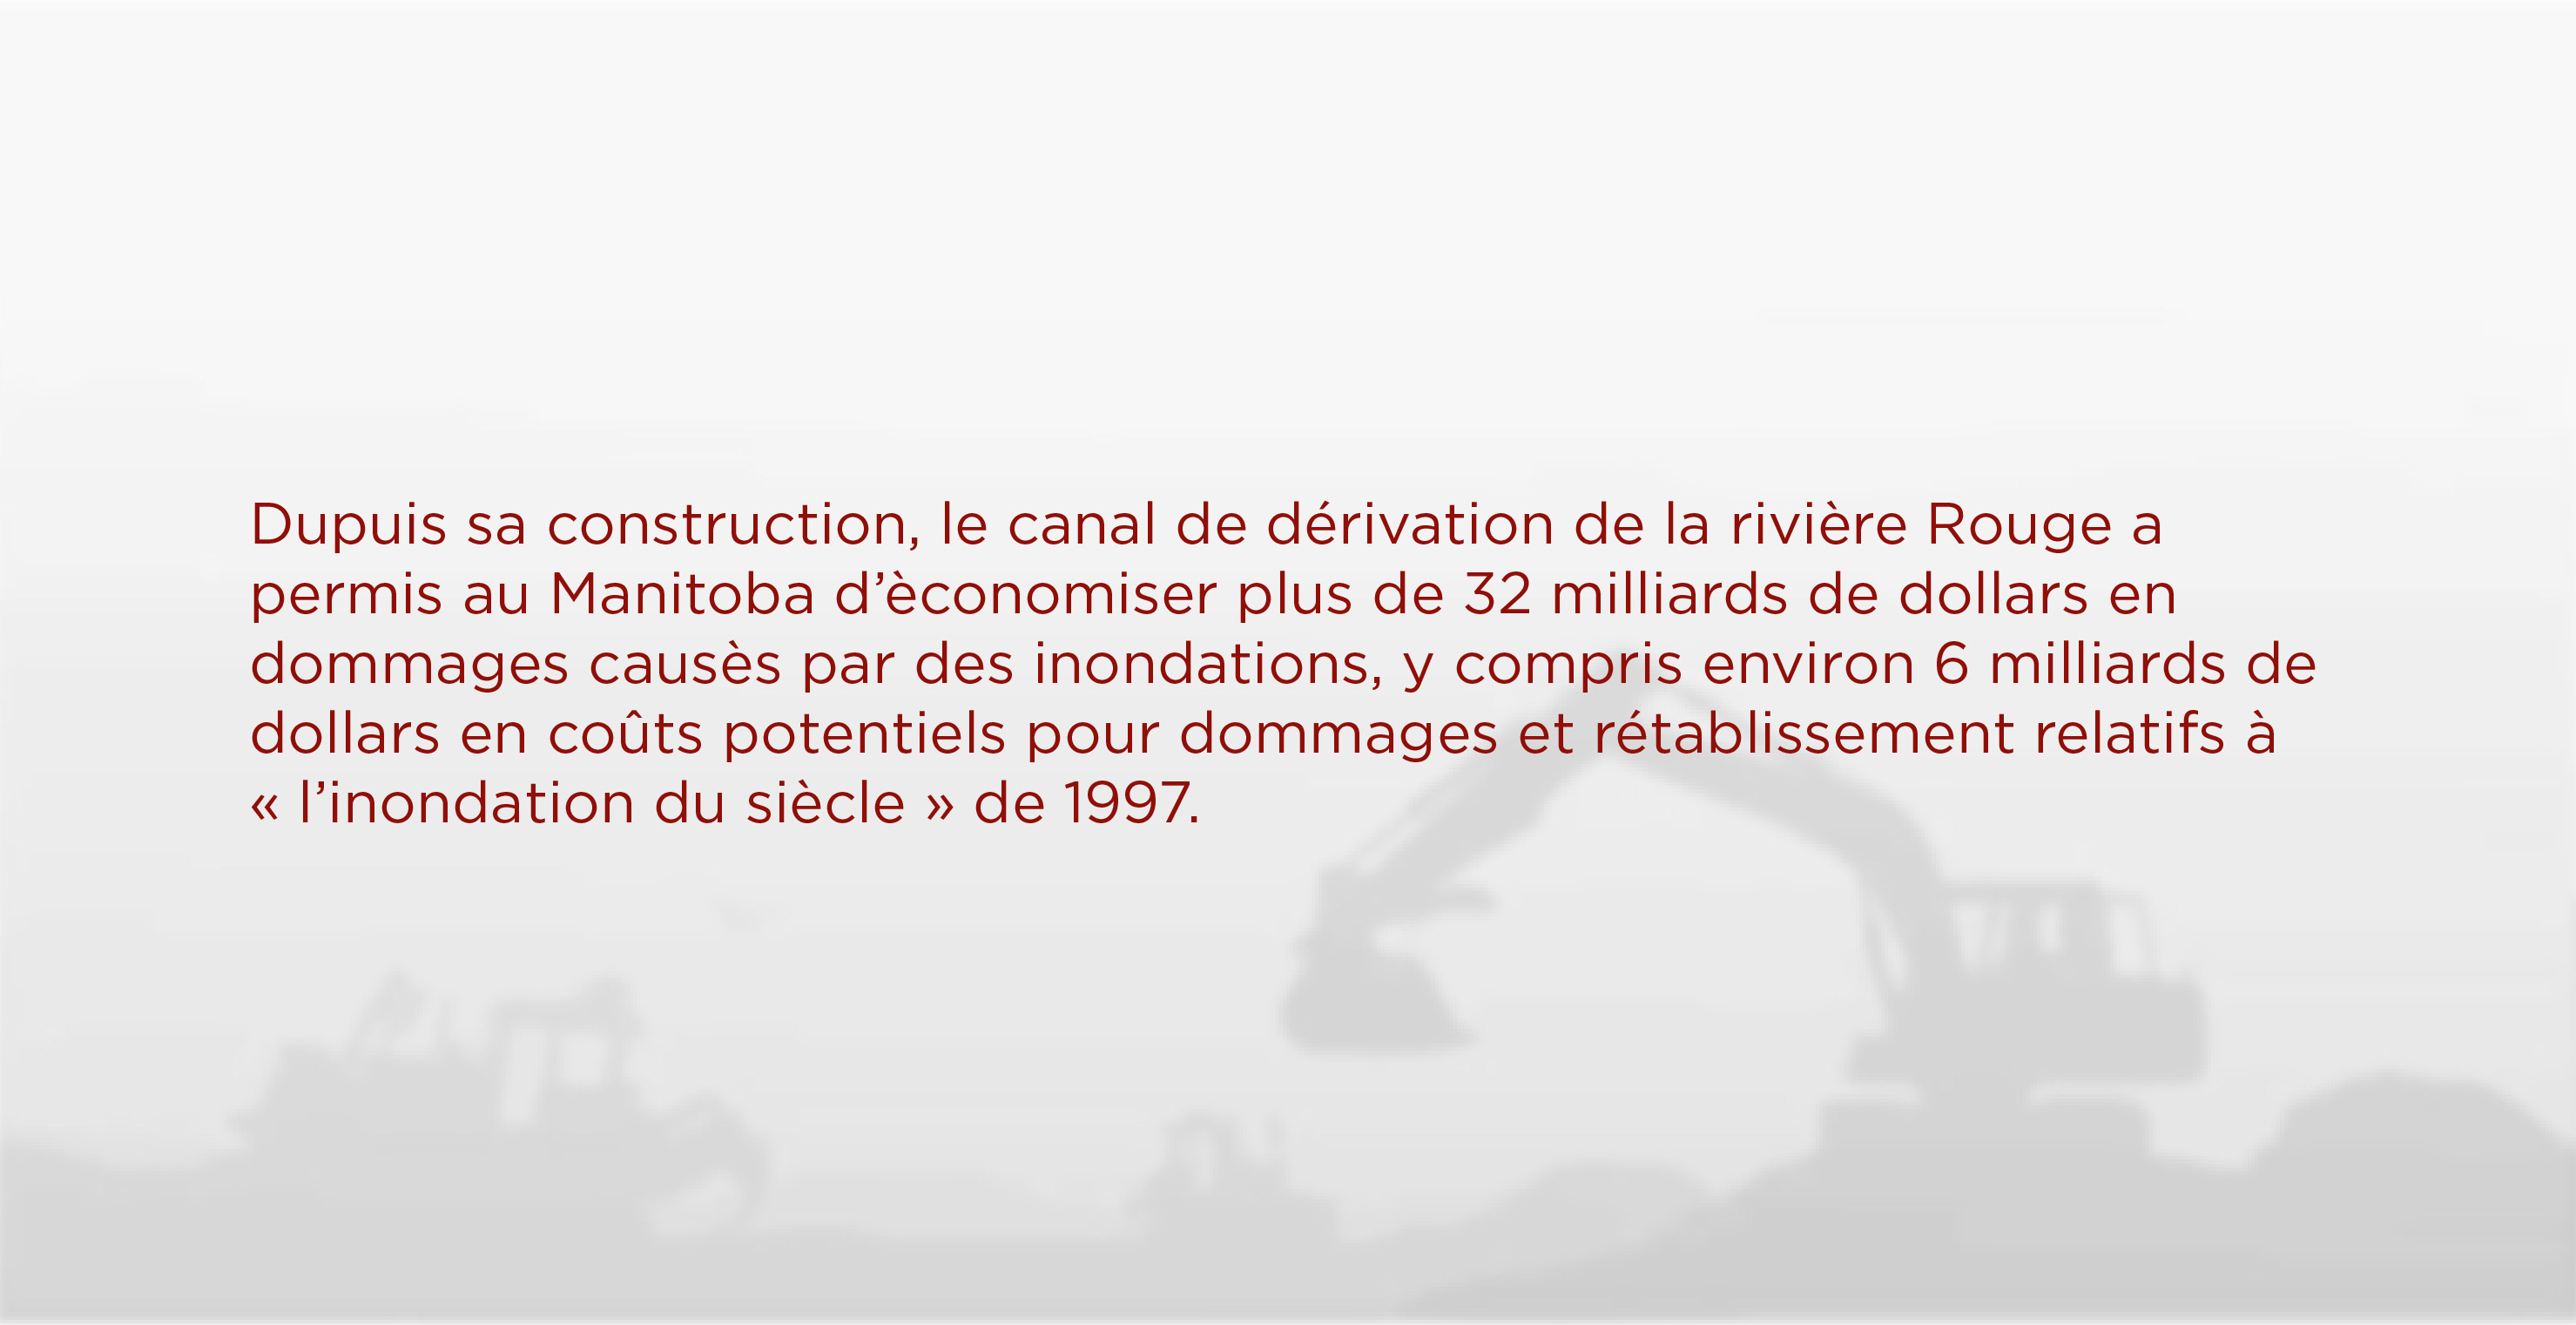 Dupuis sa construction, le canal de dérivation de la rivière Rouge a
permis au Manitoba d’èconomiser plus de 32 milliards de dollars en
dommages causès par des inondations, y compris environ 6 milliards de
dollars en coûts potentiels pour dommages et rétablissement relatifs à
« l’inondation du siècle » de 1997.